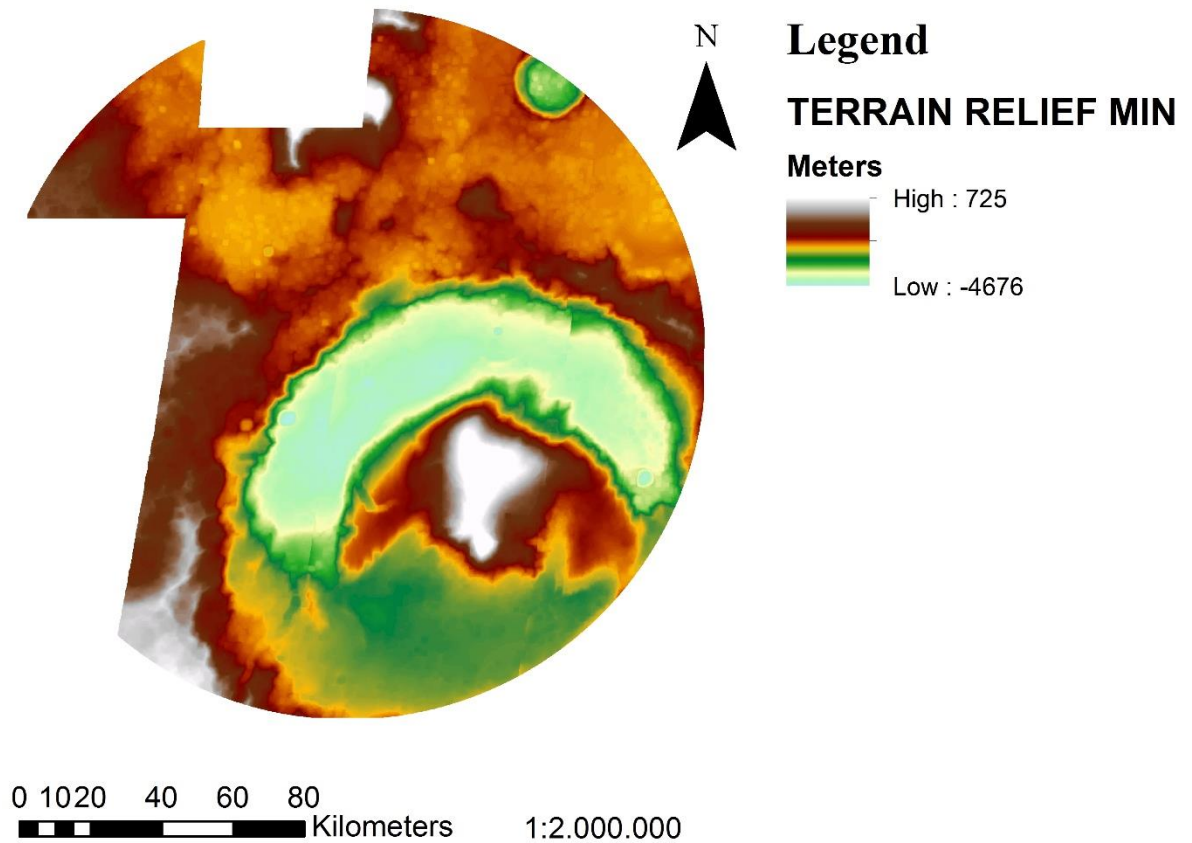 N
Legend
TERRAIN RELIEF MIN
Meters
High : 725
Low : -4676
0 10 20 40 60 80
Kilometers 1:2.000.000